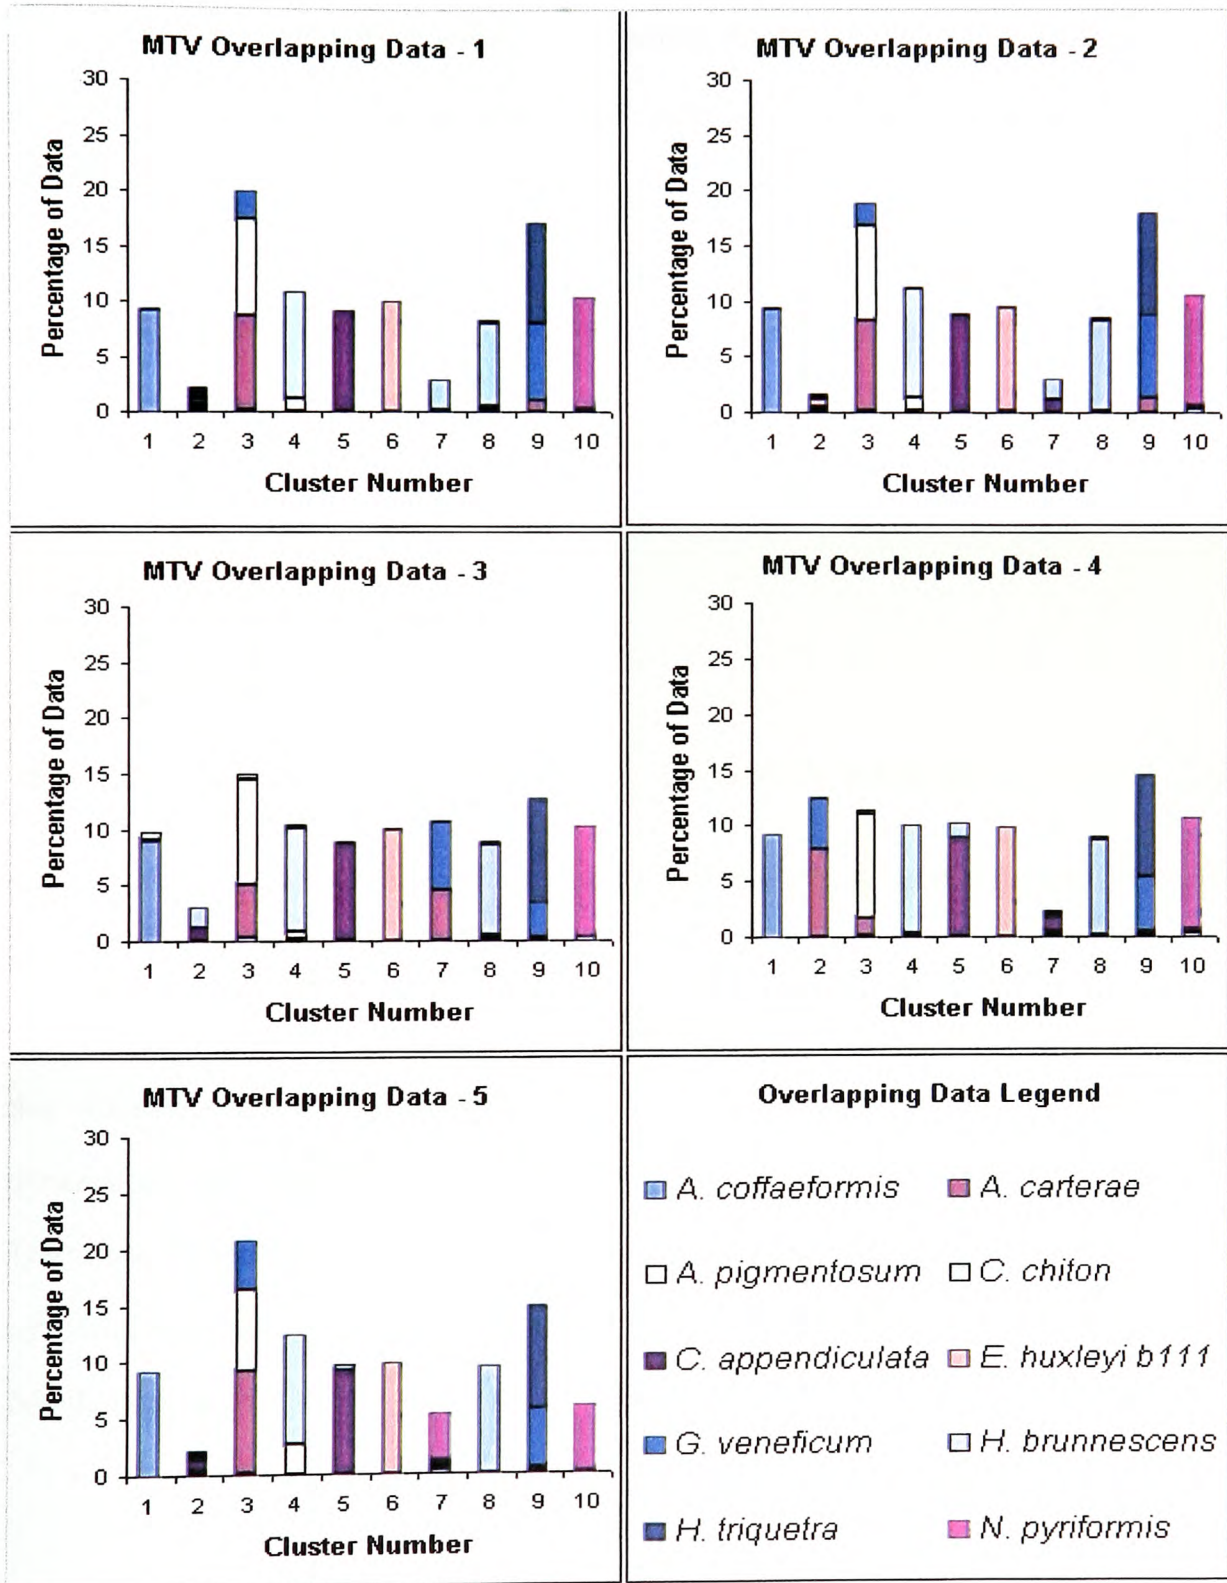 MTV Overlapping Data - 1
30
25
20
15
10
5
0
Percentage of Data
1 2 3 4 5 6 7 8 9 10
Cluster Number
MTV Overlapping Data - 2
30
25
20
15
10
5
0
Percentage of Data
1 2 3 4 5 6 7 8 9 10
Cluster Number
MTV Overlapping Data - 3
30
25
20
15
10
5
0
Percentage of Data
1 2 3 4 5 6 7 8 9 10
Cluster Number
MTV Overlapping Data - 4
30
25
20
15
10
5
0
Percentage of Data
1 2 3 4 5 6 7 8 9 10
Cluster Number
MTV Overlapping Data - 5
30
25
20
15
10
5
0
Percentage of Data
1 2 3 4 5 6 7 8 9 10
Cluster Number
Overlapping Data Legend
A. coffaeformis A. carterae
A. pigmentosum C. chiton
C. appendiculata E. huxleyi b111
G. veneficum H. brunnescens
H. triquetra N. pyriformis